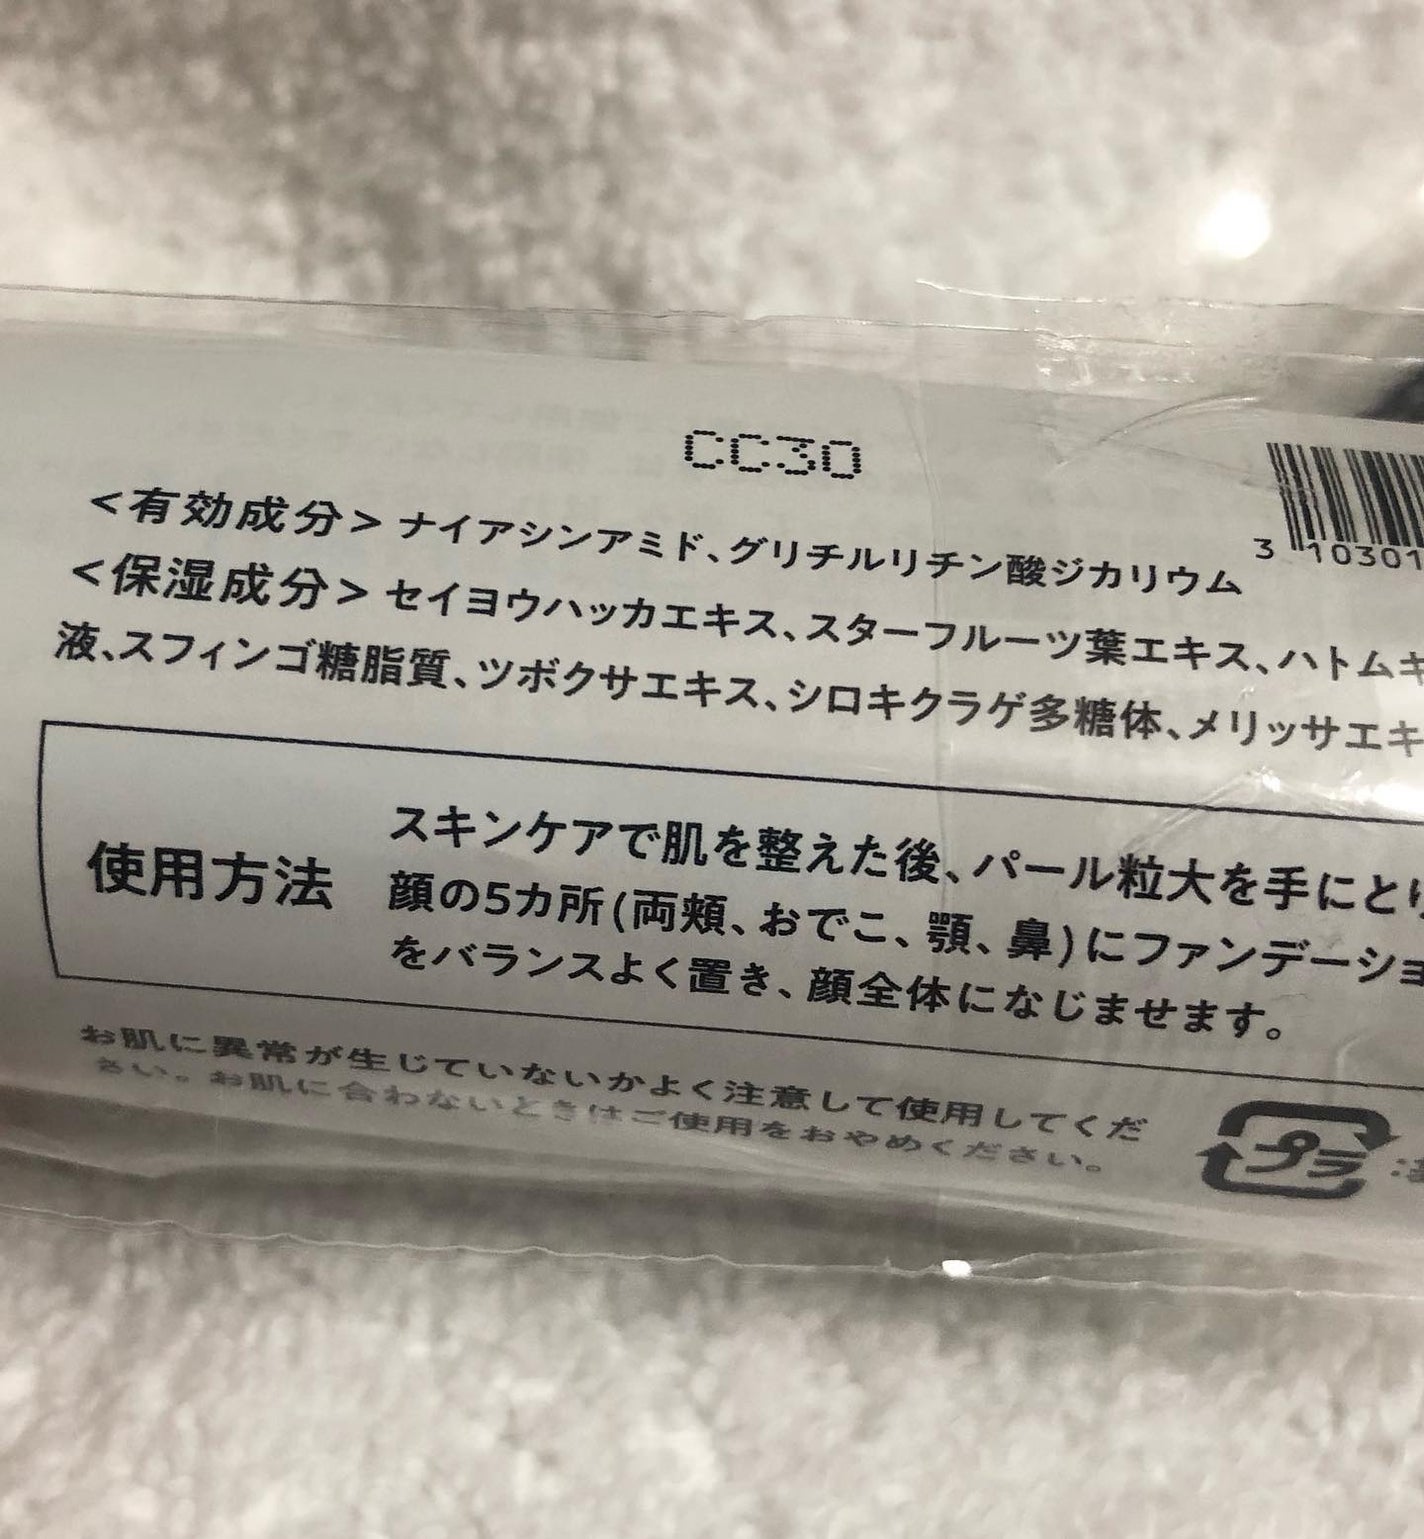 CC30
<有効成分>ナイアシンアミド、グリチルリチン酸ジカリウム
3 10301
<保湿成分>セイヨウハッカエキス、スターフルーツ葉エキス、ハトムギ
液、スフィンゴ糖脂質、ツボクサエキス、シロキクラゲ多糖体、メリッサエキ
使用方法
スキンケアで肌を整えた後、パール粒大を手にとり
顔の5カ所(両頬、おでこ、顎、鼻)にファンデーショ
をバランスよく置き、顔全体になじませます。
お肌に異常が生じていないかよく注意して使用してくだ
さい。お肌に合わないときはご使用をおやめください。
プラ